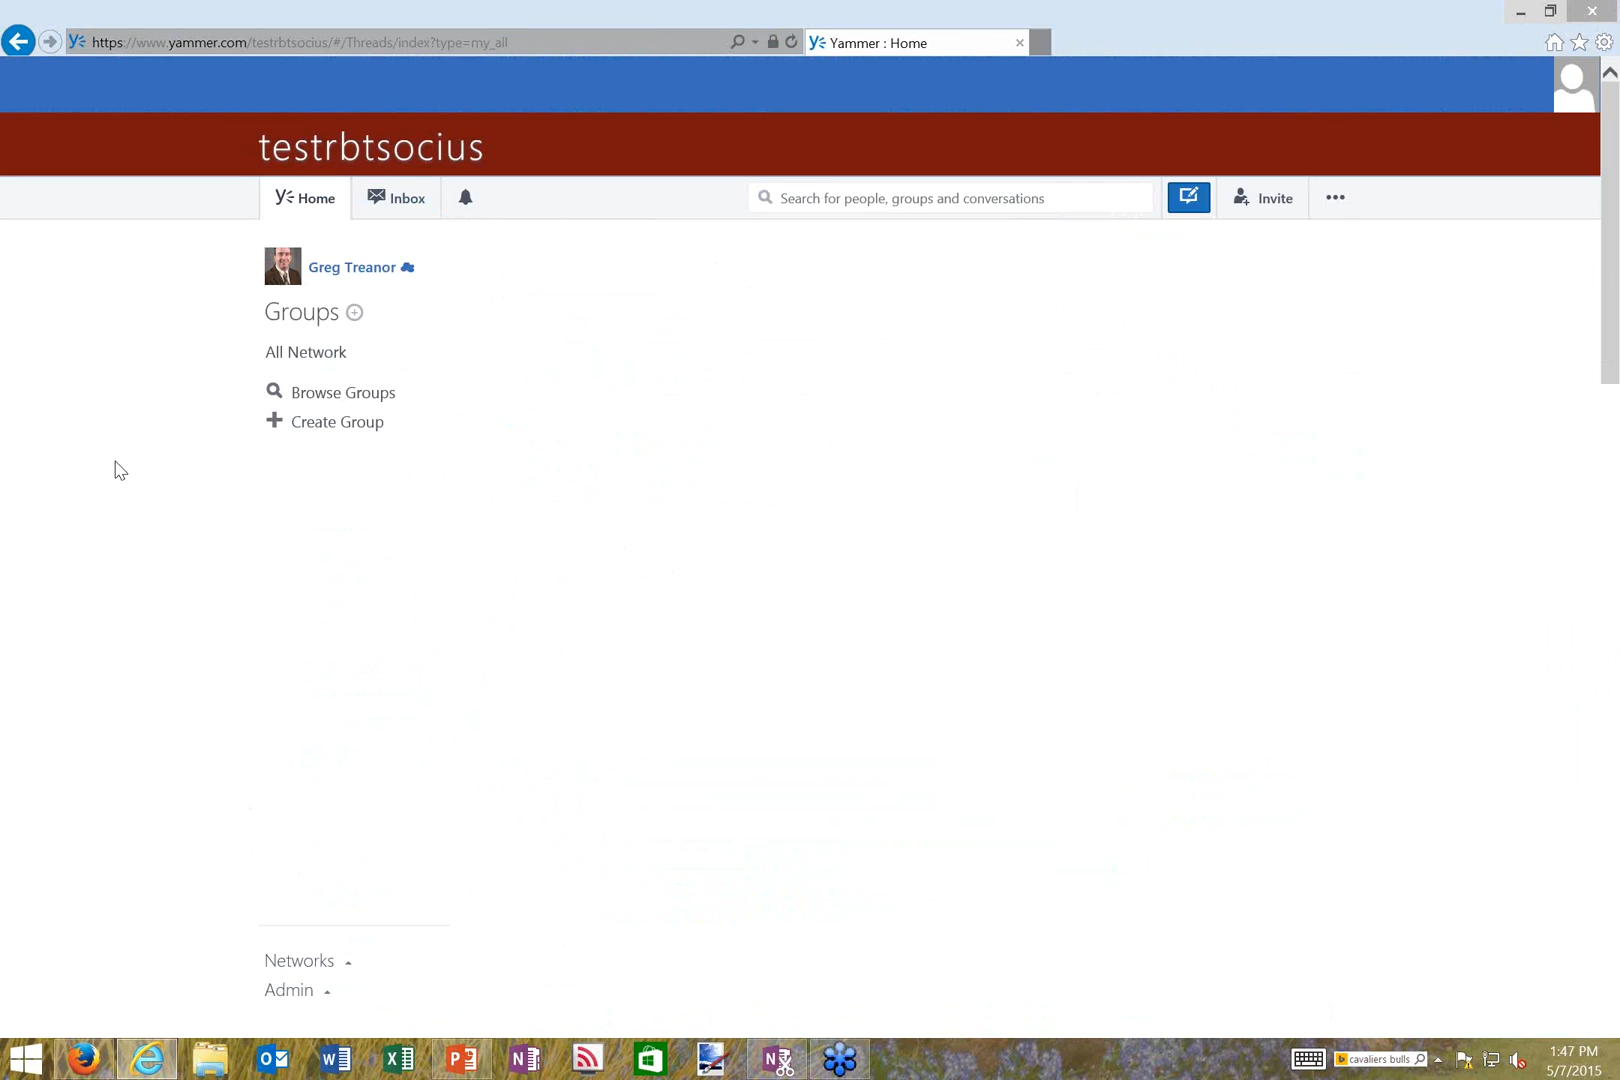 https://www.yammer.com/testrbtsocius/#/Threads/index?type=my_all
Yammer : Home
testrbtsocius
Home
Inbox
Search for people, groups and conversations
Invite
Greg Treanor
Groups
All Network
Browse Groups
Create Group
Networks
Admin
cavaliers bulls
1:47 PM
5/7/2015